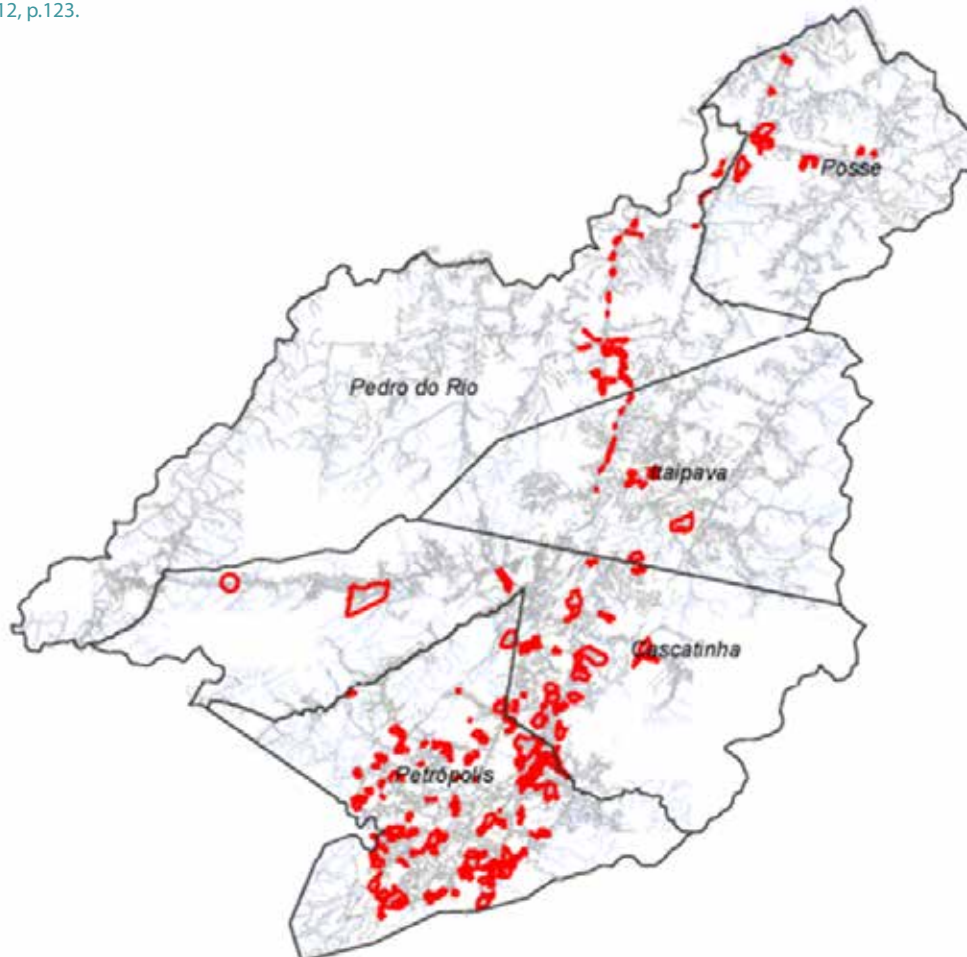 12, p.123.
Posse
Pedro do Rio
Itaipava
Cascatinha
Petrópolis